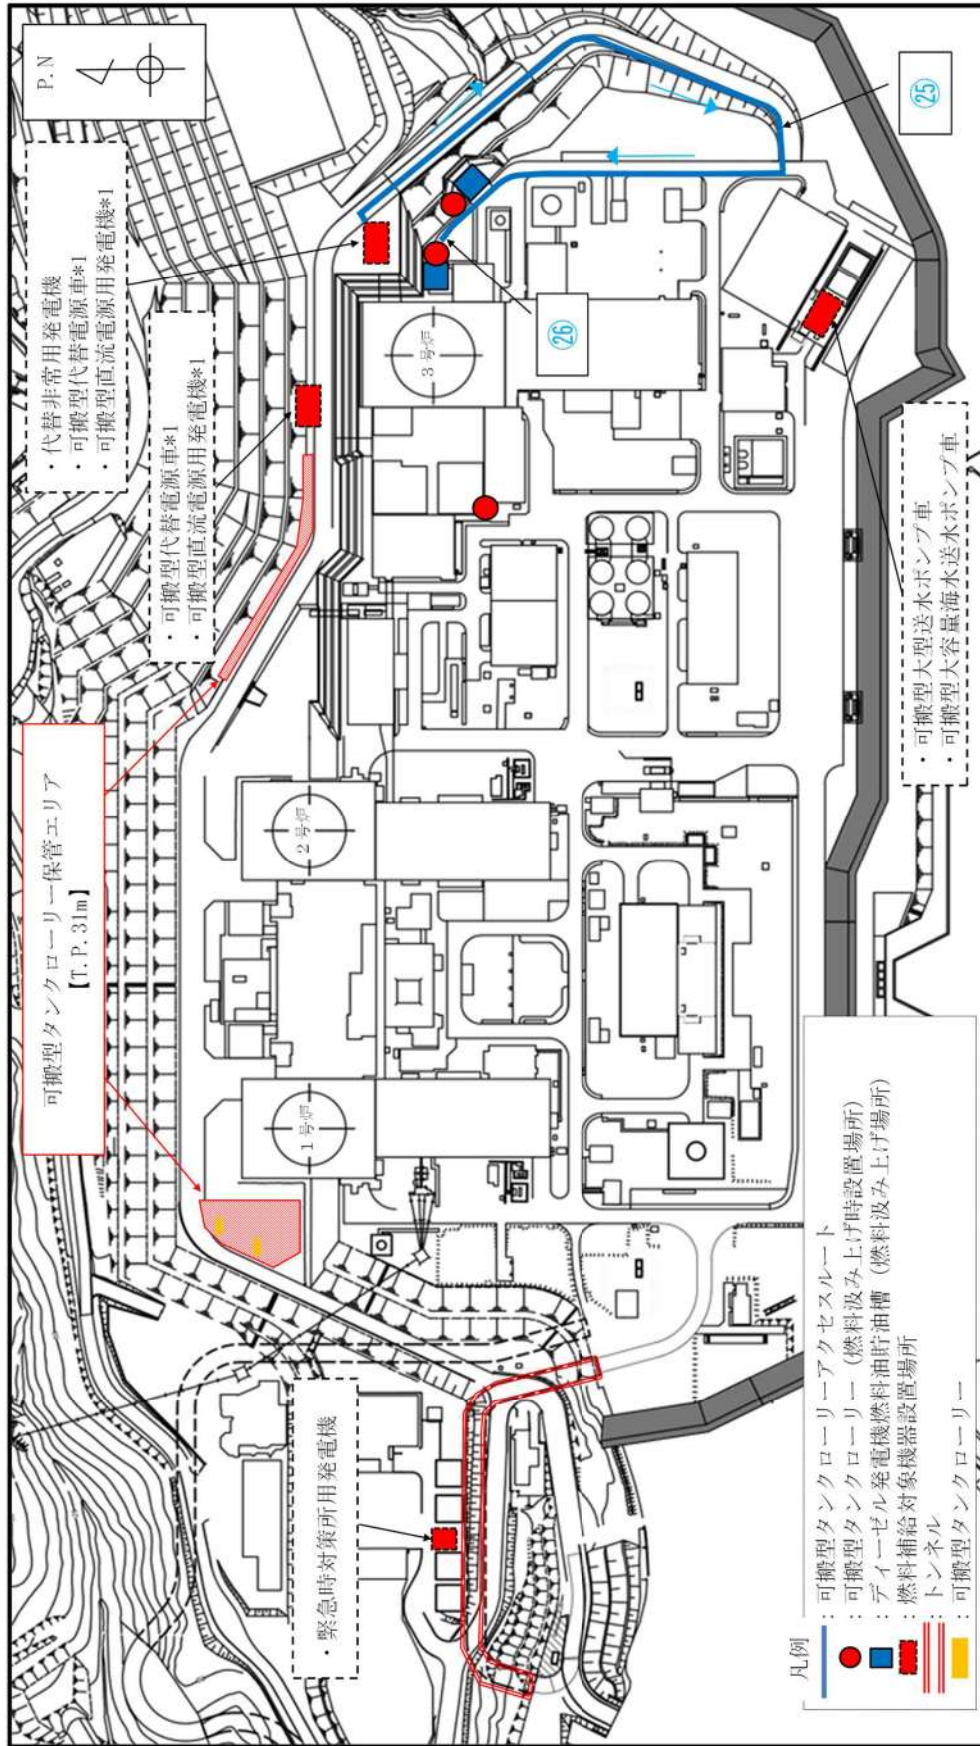 P.N
・代替非常用発電機
・可搬型代替電源車*1
・可搬型直流電源用発電機*1
・可搬型代替電源車*1
・可搬型直流電源用発電機*1
可搬型タンクローリー保管エリア
【T.P.31m】
・緊急時対策所用発電機
1号炉
2号炉
3号炉
㉕
㉖
・可搬型大型送水ポンプ車
・可搬型大容量海水送水ポンプ車
凡例
：可搬型タンクローリーアクセスルート
：可搬型タンクローリー（燃料汲み上げ時設置場所）
：ディーゼル発電機燃料油貯油槽（燃料汲み上げ場所）
：燃料補給対象機器設置場所
：トンネル
：可搬型タンクローリー